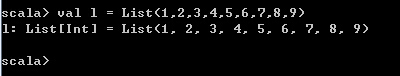 scala> val l = List(1,2,3,4,5,6,7,8,9)
l: List[Int] = List(1, 2, 3, 4, 5, 6, 7, 8, 9)
scala>